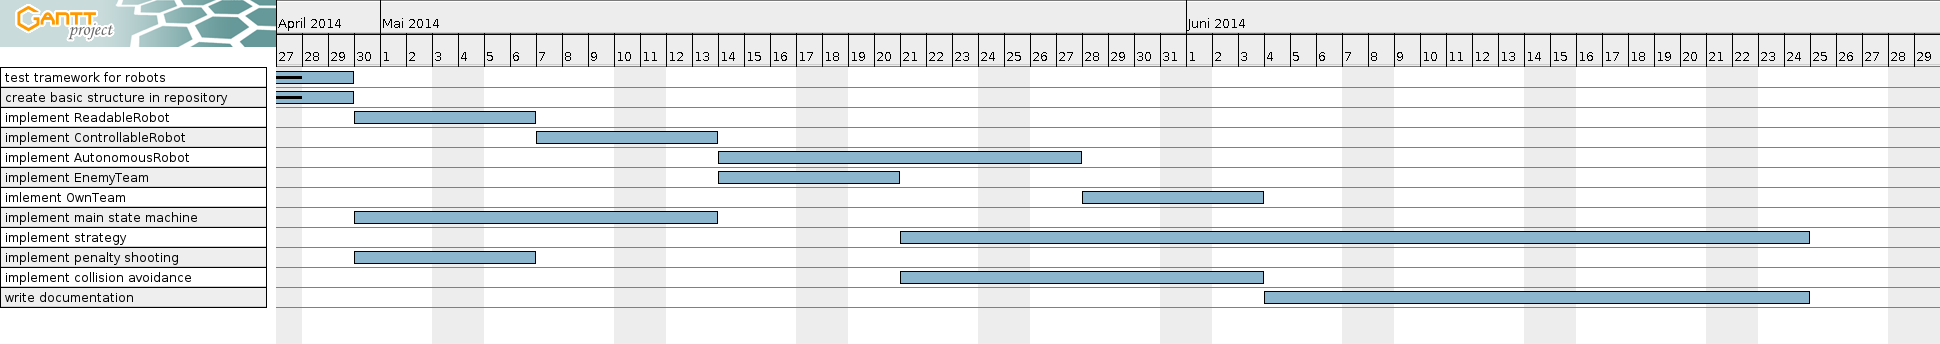 GANTT
project
April 2014 Mai 2014 Juni 2014
27 28 29 30 1 2 3 4 5 6 7 8 9 10 11 12 13 14 15 16 17 18 19 20 21 22 23 24 25 26 27 28 29 30 31 1 2 3 4 5 6 7 8 9 10 11 12 13 14 15 16 17 18 19 20 21 22 23 24 25 26 27 28 29
test tramework for robots
create basic structure in repository
implement ReadableRobot
implement ControllableRobot
implement AutonomousRobot
implement EnemyTeam
imlement OwnTeam
implement main state machine
implement strategy
implement penalty shooting
implement collision avoidance
write documentation